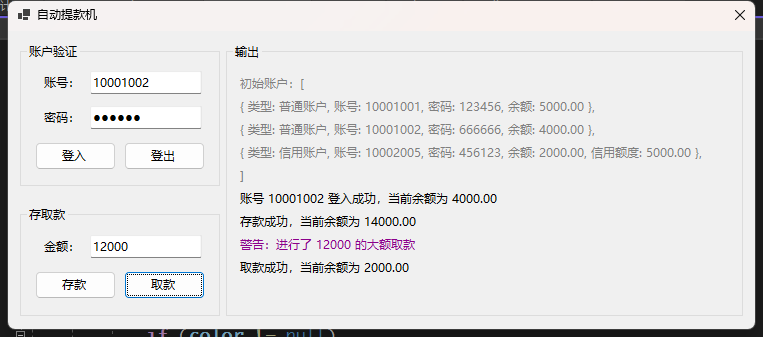 自动提款机
账户验证
账号： 10001002
密码： ●●●●●●
登入 登出
存取款
金额： 12000
存款 取款
输出
初始账户：[
{ 类型: 普通账户, 账号: 10001001, 密码: 123456, 余额: 5000.00 },
{ 类型: 普通账户, 账号: 10001002, 密码: 666666, 余额: 4000.00 },
{ 类型: 信用账户, 账号: 10002005, 密码: 456123, 余额: 2000.00, 信用额度: 5000.00 },
]
账号 10001002 登入成功，当前余额为 4000.00
存款成功，当前余额为 14000.00
警告：进行了 12000 的大额取款
取款成功，当前余额为 2000.00
if (color != null)